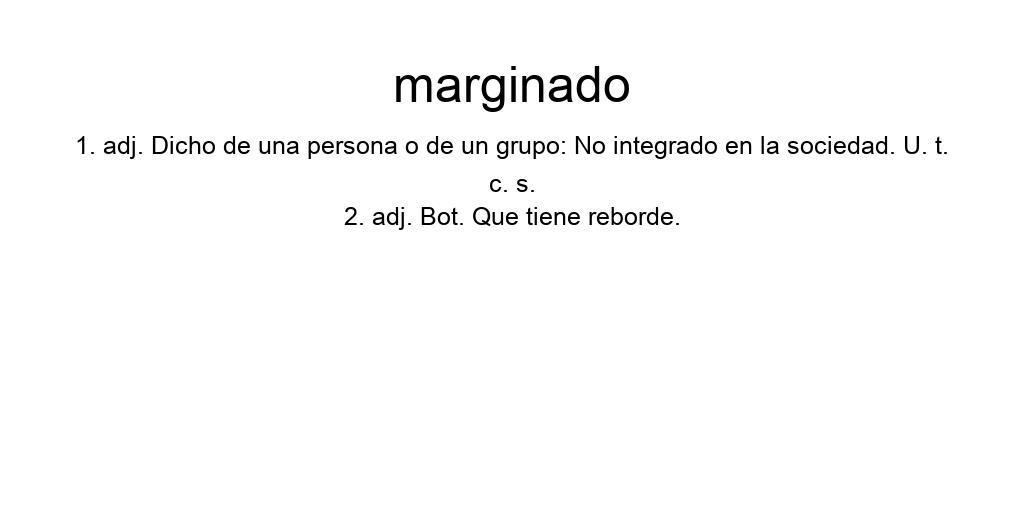 marginado
1. adj. Dicho de una persona o de un grupo: No integrado en la sociedad. U. t.
c. s.
2. adj. Bot. Que tiene reborde.